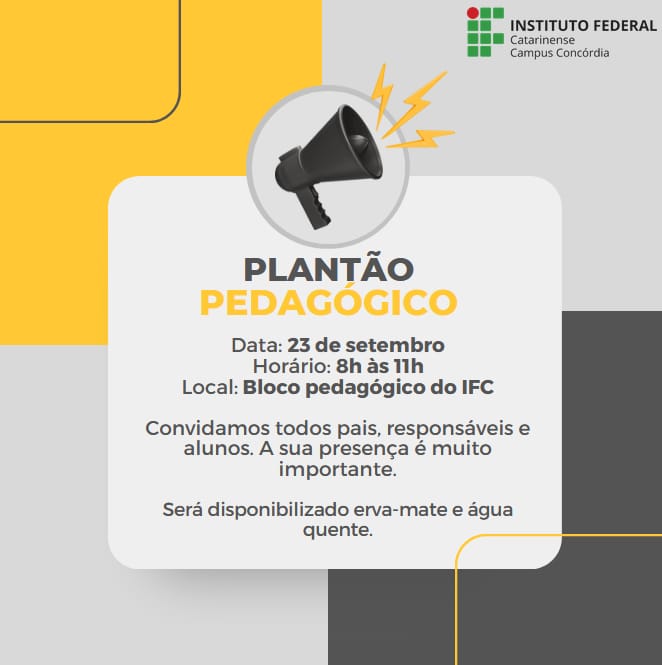 INSTITUTO FEDERAL
Catarinense
Campus Concórdia
PLANTÃO
PEDAGÓGICO
Data: 23 de setembro
Horário: 8h às 11h
Local: Bloco pedagógico do IFC
Convidamos todos pais, responsáveis e
alunos. A sua presença é muito
importante.
Será disponibilizado erva-mate e água
quente.